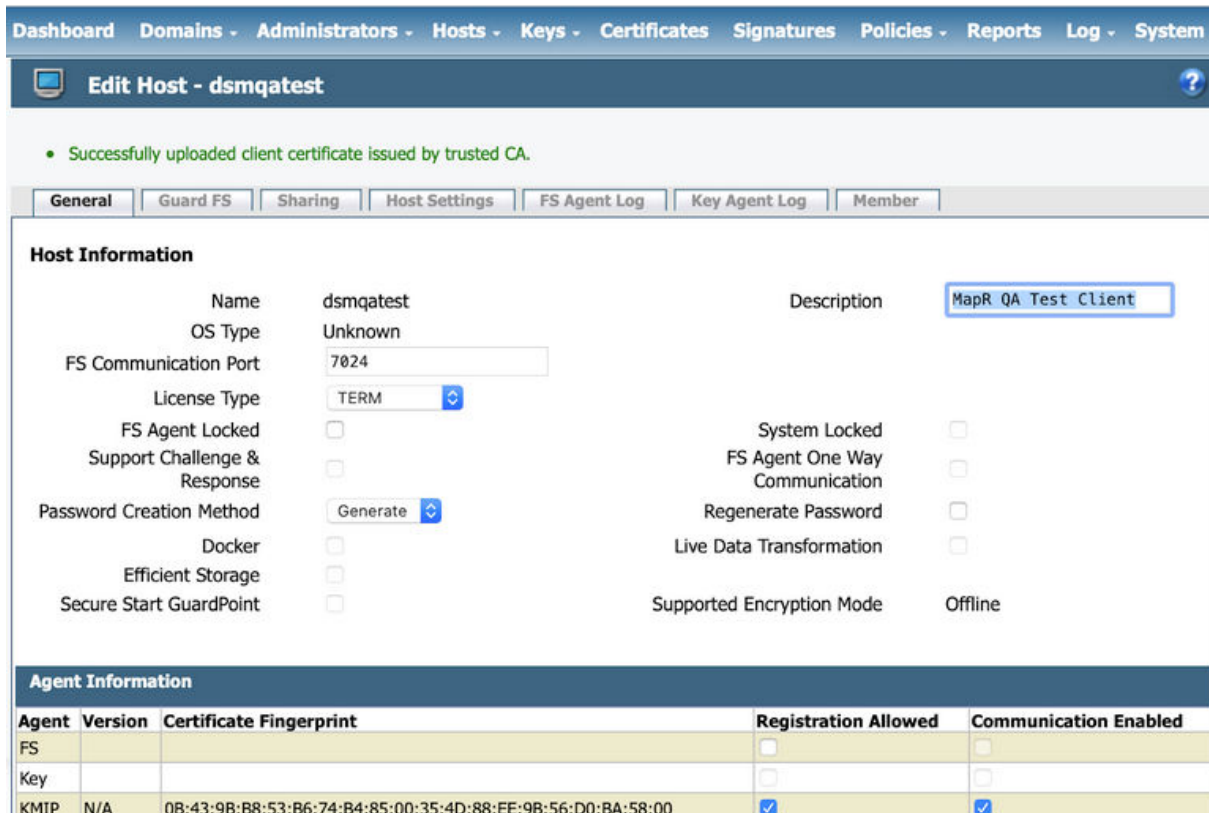 Dashboard Domains Administrators Hosts Keys Certificates Signatures Policies Reports Log System
Edit Host - dsmqatest ?
• Successfully uploaded client certificate issued by trusted CA.
General Guard FS Sharing Host Settings FS Agent Log Key Agent Log Member
Host Information
Name dsmqatest Description MapR QA Test Client
OS Type Unknown
FS Communication Port 7024
License Type TERM
FS Agent Locked System Locked
Support Challenge & Response FS Agent One Way Communication
Password Creation Method Generate Regenerate Password
Docker Live Data Transformation
Efficient Storage
Secure Start GuardPoint Supported Encryption Mode Offline
Agent Information
Agent Version Certificate Fingerprint Registration Allowed Communication Enabled
FS
Key
KMIP N/A 0B:43:9B:B8:53:B6:74:B4:85:00:35:4D:88:EE:9B:56:D0:BA:58:00